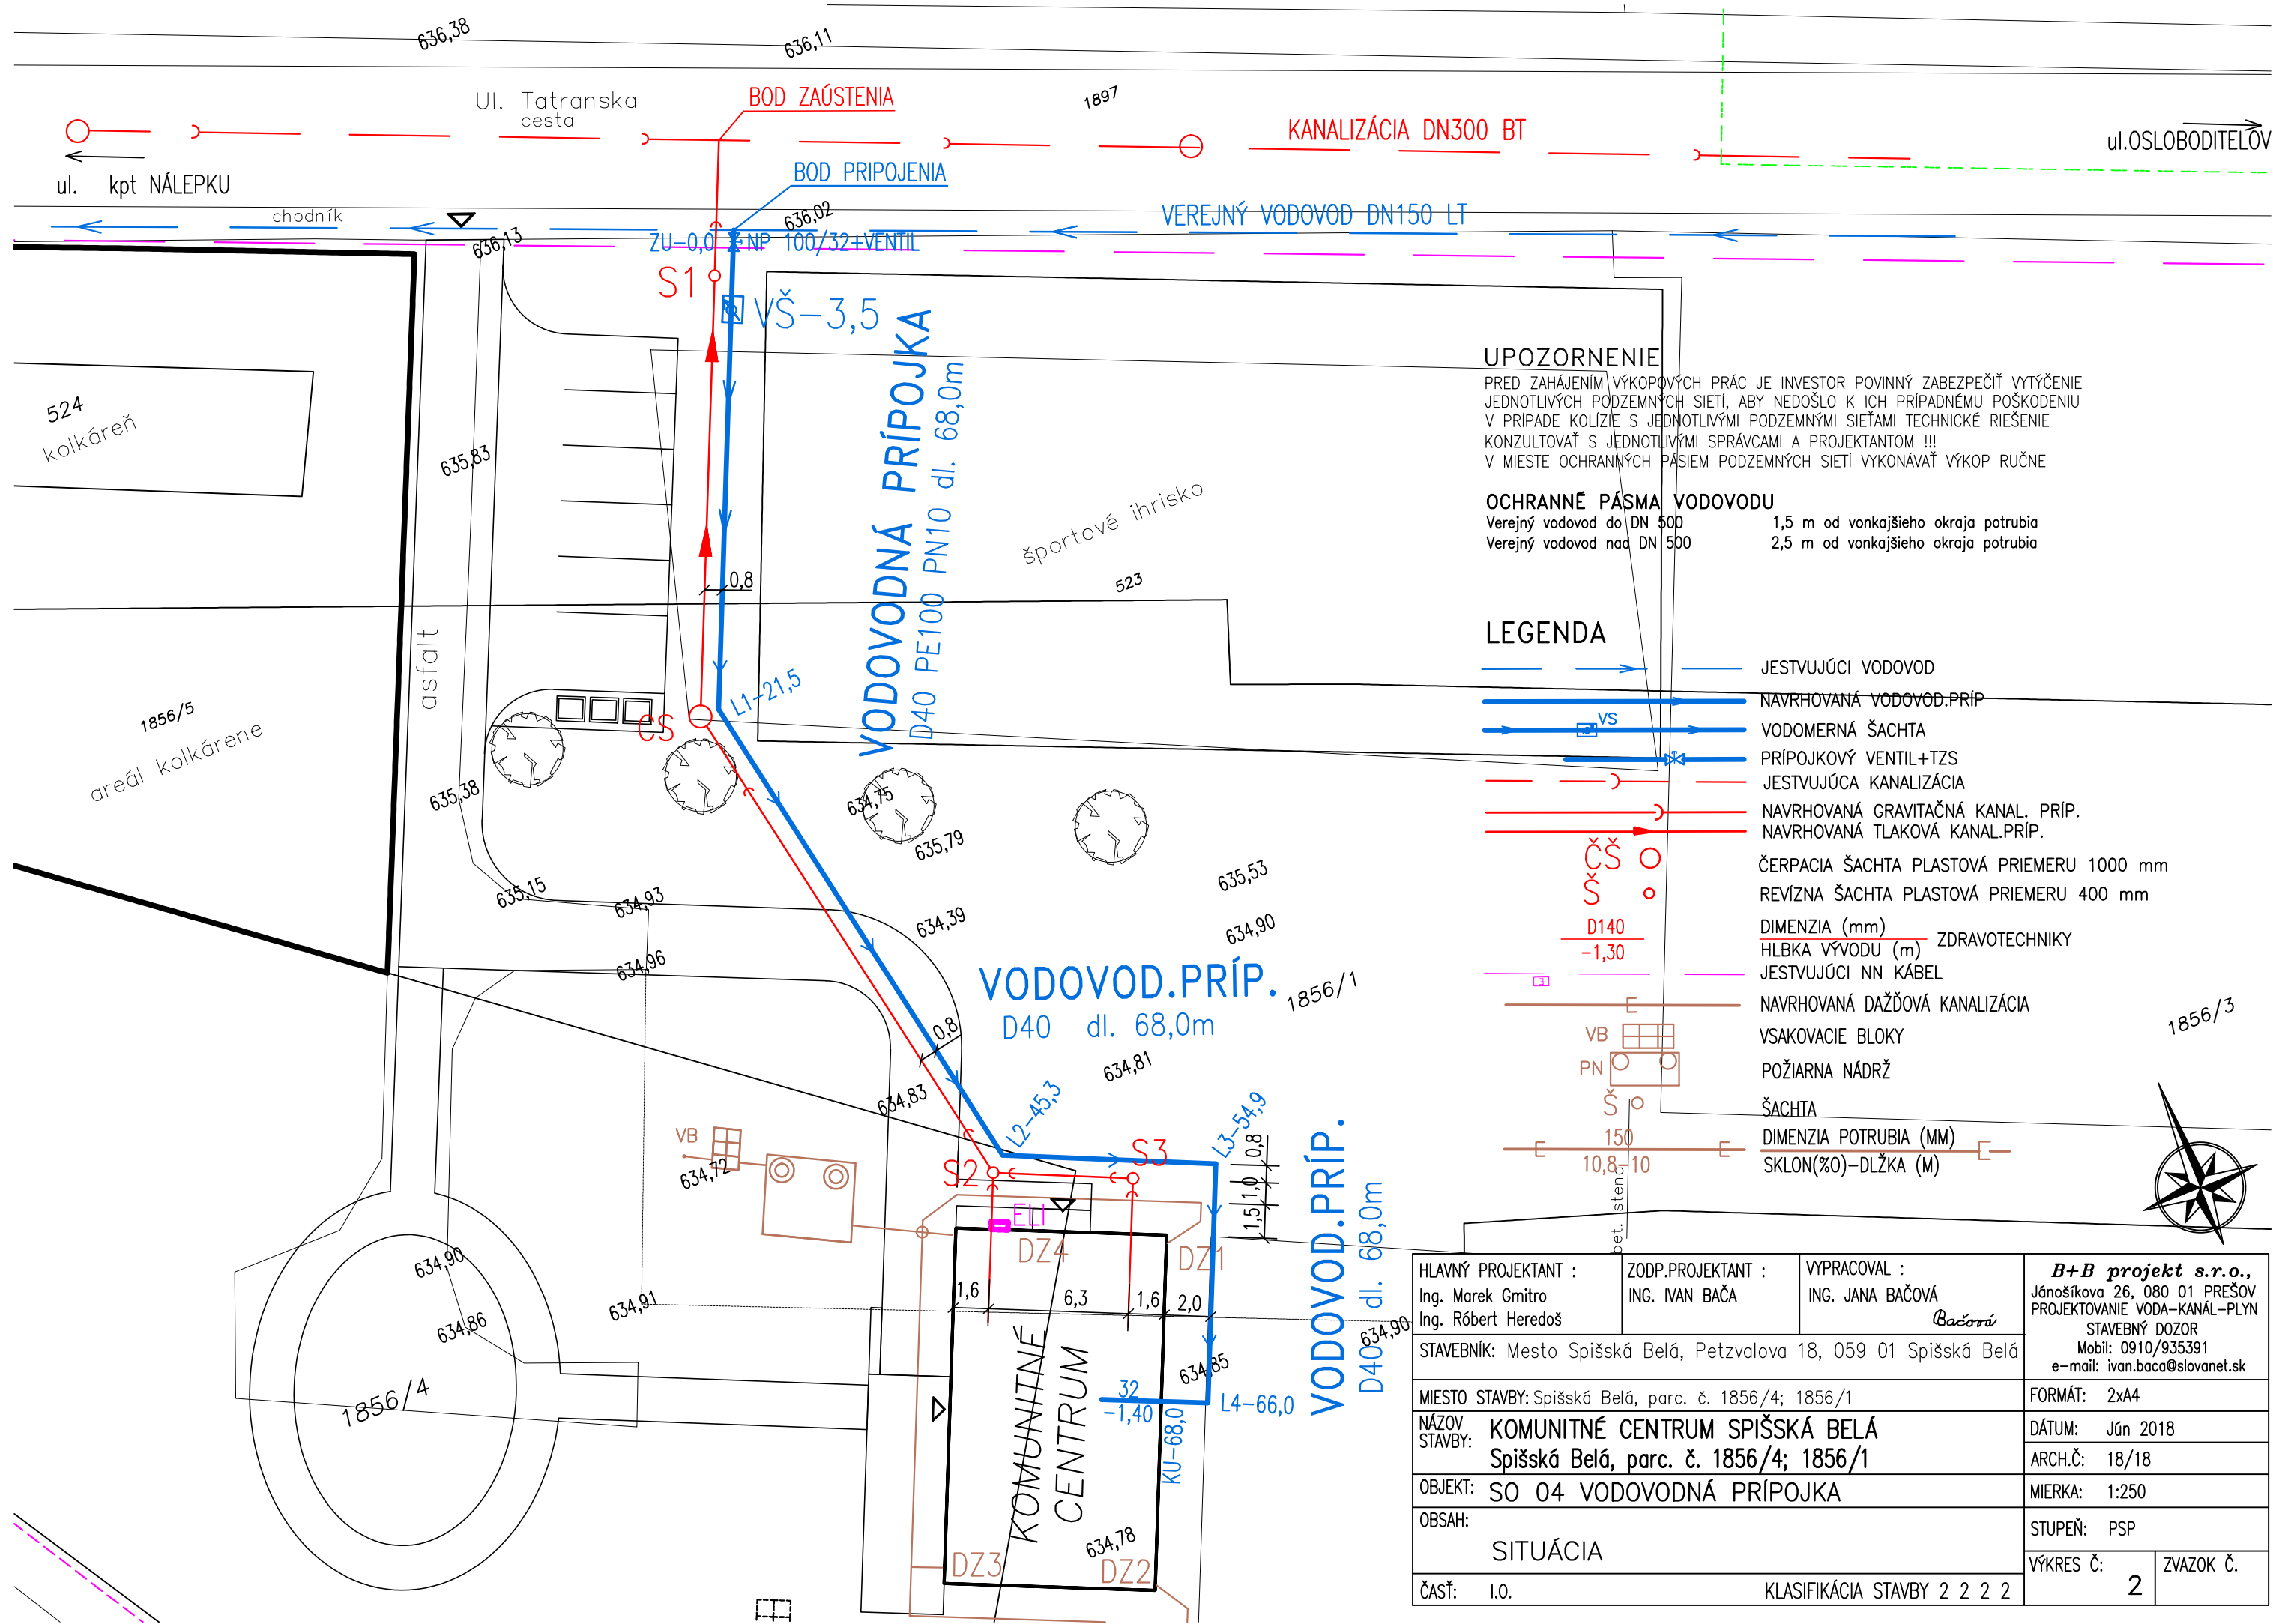 636,38
636,11
Ul. Tatranska
cesta
BOD ZAÚSTENIA
1897
KANALIZÁCIA DN300 BT
ul.OSLOBODITEĽOV
ul. kpt NÁLEPKU
BOD PRIPOJENIA
chodník
636,13
636,02
VEREJNÝ VODOVOD DN150 LT
ZU-0,0 NP 100/32+VENTIL
S1
VŠ-3,5
524
kolkáreň
635,83
VODOVODNÁ PRÍPOJKA
D40 PE100 PN10 dl. 68,0m
športové ihrisko
523
0,8
asfalt
1856/5
areál kolkárene
L1-21,5
CS
635,38
634,75
635,79
635,53
635,15
634,93
634,39
634,90
634,96
VODOVOD.PRÍP.
D40 dl. 68,0m
1856/1
0,8
634,81
634,83
L2-45,3
L3-54,9
VB
634,72
S2
S3
0,8
1,0
1,5
ELI
DZ4
DZ1
VODOVOD.PRÍP.
D40 dl. 68,0m
634,90
634,91
634,86
1,6
6,3
1,6
2,0
634,90
634,85
1856/4
KOMUNITNÉ
CENTRUM
32
-1,40
L4-66,0
KU-68,0
634,78
DZ3
DZ2
UPOZORNENIE
PRED ZAHÁJENÍM VÝKOPOVÝCH PRÁC JE INVESTOR POVINNÝ ZABEZPEČIŤ VYTÝČENIE
JEDNOTLIVÝCH PODZEMNÝCH SIETÍ, ABY NEDOŠLO K ICH PRÍPADNÉMU POŠKODENIU
V PRÍPADE KOLÍZIE S JEDNOTLIVÝMI PODZEMNÝMI SIEŤAMI TECHNICKÉ RIEŠENIE
KONZULTOVAŤ S JEDNOTLIVÝMI SPRÁVCAMI A PROJEKTANTOM !!!
V MIESTE OCHRANNÝCH PÁSIEM PODZEMNÝCH SIETÍ VYKONÁVAŤ VÝKOP RUČNE
OCHRANNÉ PÁSMA VODOVODU
Verejný vodovod do DN 500 1,5 m od vonkajšieho okraja potrubia
Verejný vodovod nad DN 500 2,5 m od vonkajšieho okraja potrubia
LEGENDA
JESTVUJÚCI VODOVOD
NAVRHOVANÁ VODOVOD.PRÍP
VS VODOMERNÁ ŠACHTA
PRÍPOJKOVÝ VENTIL+TZS
JESTVUJÚCA KANALIZÁCIA
NAVRHOVANÁ GRAVITAČNÁ KANAL. PRÍP.
NAVRHOVANÁ TLAKOVÁ KANAL.PRÍP.
ČŠ ČERPACIA ŠACHTA PLASTOVÁ PRIEMERU 1000 mm
Š REVÍZNA ŠACHTA PLASTOVÁ PRIEMERU 400 mm
D140 DIMENZIA (mm)
-1,30 HLBKA VÝVODU (m) ZDRAVOTECHNIKY
JESTVUJÚCI NN KÁBEL
NAVRHOVANÁ DAŽĎOVÁ KANALIZÁCIA
VB VSAKOVACIE BLOKY
PN POŽIARNA NÁDRŽ
Š ŠACHTA
150 DIMENZIA POTRUBIA (MM)
10,8-10 SKLON(%O)-DLŽKA (M)
1856/3
bet. stena
HLAVNÝ PROJEKTANT :
Ing. Marek Gmitro
Ing. Róbert Heredoš
ZODP.PROJEKTANT :
ING. IVAN BAČA
VYPRACOVAL :
ING. JANA BAČOVÁ
Bačová
B+B projekt s.r.o.,
Jánošíkova 26, 080 01 PREŠOV
PROJEKTOVANIE VODA-KANÁL-PLYN
STAVEBNÝ DOZOR
Mobil: 0910/935391
e-mail: ivan.baca@slovanet.sk
STAVEBNÍK: Mesto Spišská Belá, Petzvalova 18, 059 01 Spišská Belá
MIESTO STAVBY: Spišská Belá, parc. č. 1856/4; 1856/1
FORMÁT: 2xA4
NÁZOV STAVBY: KOMUNITNÉ CENTRUM SPIŠSKÁ BELÁ
Spišská Belá, parc. č. 1856/4; 1856/1
DÁTUM: Jún 2018
ARCH.Č: 18/18
OBJEKT: SO 04 VODOVODNÁ PRÍPOJKA
MIERKA: 1:250
OBSAH:
SITUÁCIA
STUPEŇ: PSP
VÝKRES Č: 2
ZVAZOK Č.
ČASŤ: I.O.
KLASIFIKÁCIA STAVBY 2 2 2 2